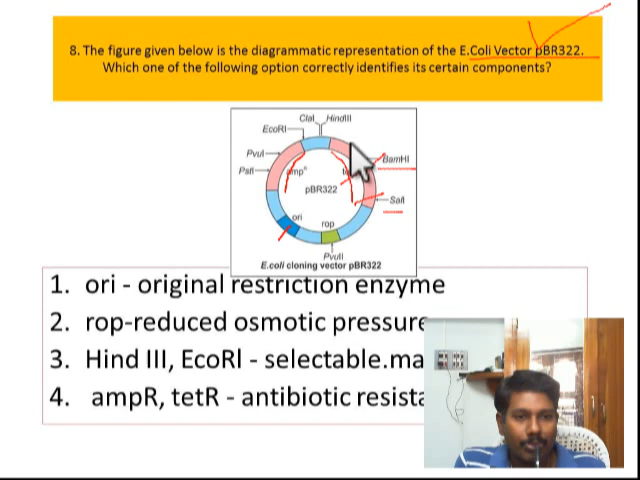 8. The figure given below is the diagrammatic representation of the E.Coli Vector pBR322.
Which one of the following option correctly identifies its certain components?
ClaI HindIII
EcoRI
PvuI
BamHI
PstI
amp
pBR322
SalI
ori
rop
PvuII
E.coli cloning vector pBR322
1. ori - original restriction enzyme
2. rop-reduced osmotic pressure
3. Hind III, EcoRl - selectable.ma
4. ampR, tetR - antibiotic resista